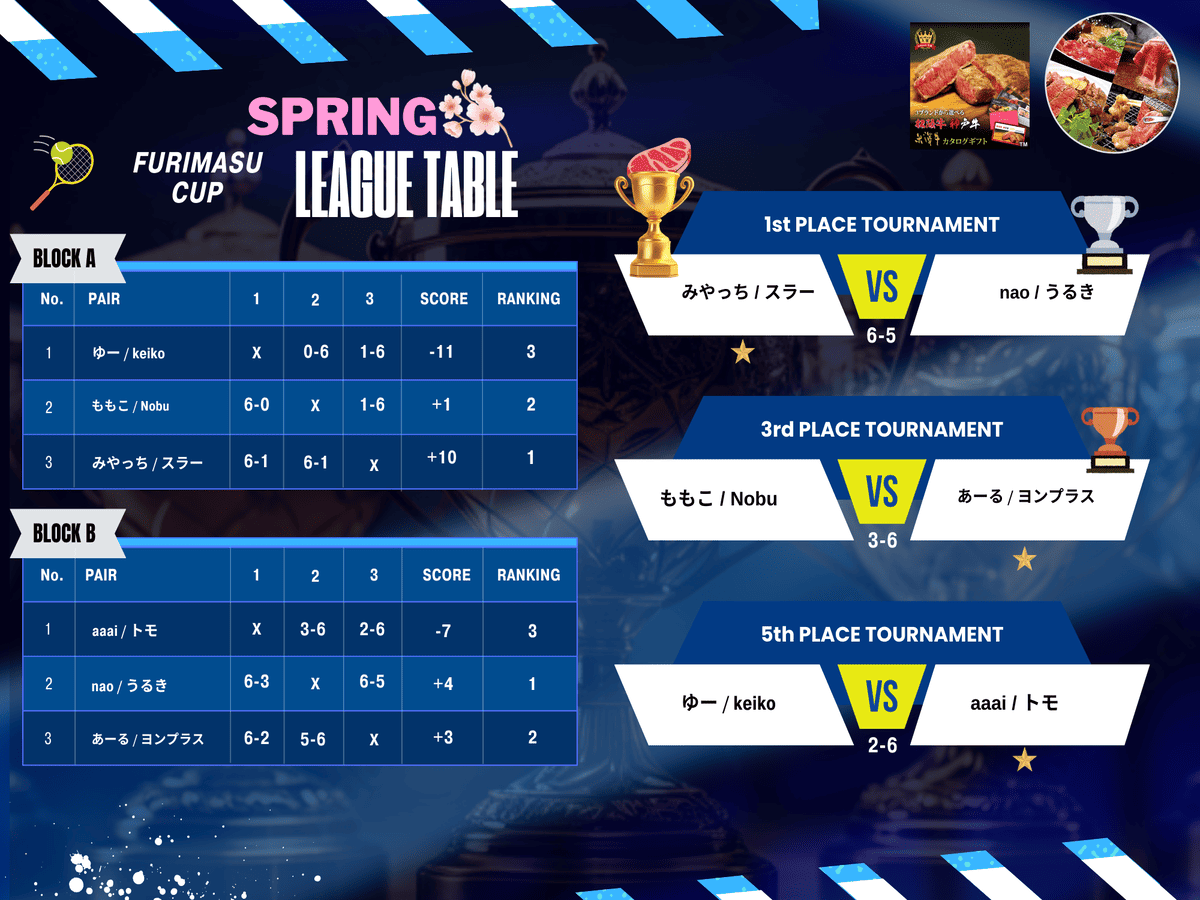 SPRING
FURIMASU
CUP
LEAGUE TABLE
BLOCK A
No. PAIR 1 2 3 SCORE RANKING
1 ゆー / keiko X 0-6 1-6 -11 3
2 ももこ / Nobu 6-0 X 1-6 +1 2
3 みやっち / スラー 6-1 6-1 X +10 1
BLOCK B
No. PAIR 1 2 3 SCORE RANKING
1 aaai / トモ X 3-6 2-6 -7 3
2 nao / うるき 6-3 X 6-5 +4 1
3 あーる / ヨンプラス 6-2 5-6 X +3 2
カタログギフト
1st PLACE TOURNAMENT
みやっち / スラー VS nao / うるき
6-5
3rd PLACE TOURNAMENT
ももこ / Nobu VS あーる / ヨンプラス
3-6
5th PLACE TOURNAMENT
ゆー / keiko VS aaai / トモ
2-6